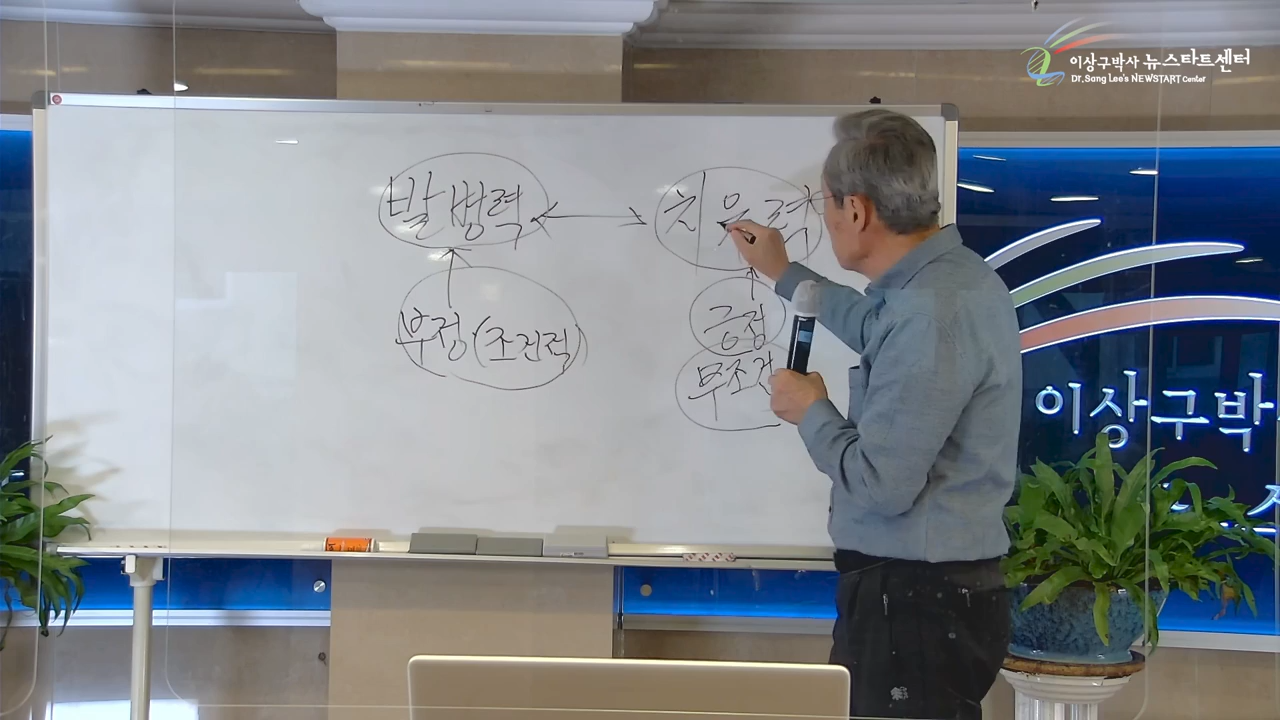 이상구박사 뉴스타트센터
Dr. Sang Lee's NEWSTART Center
발병력
치유력
부정(조건적)
긍정
무조건
이상구박